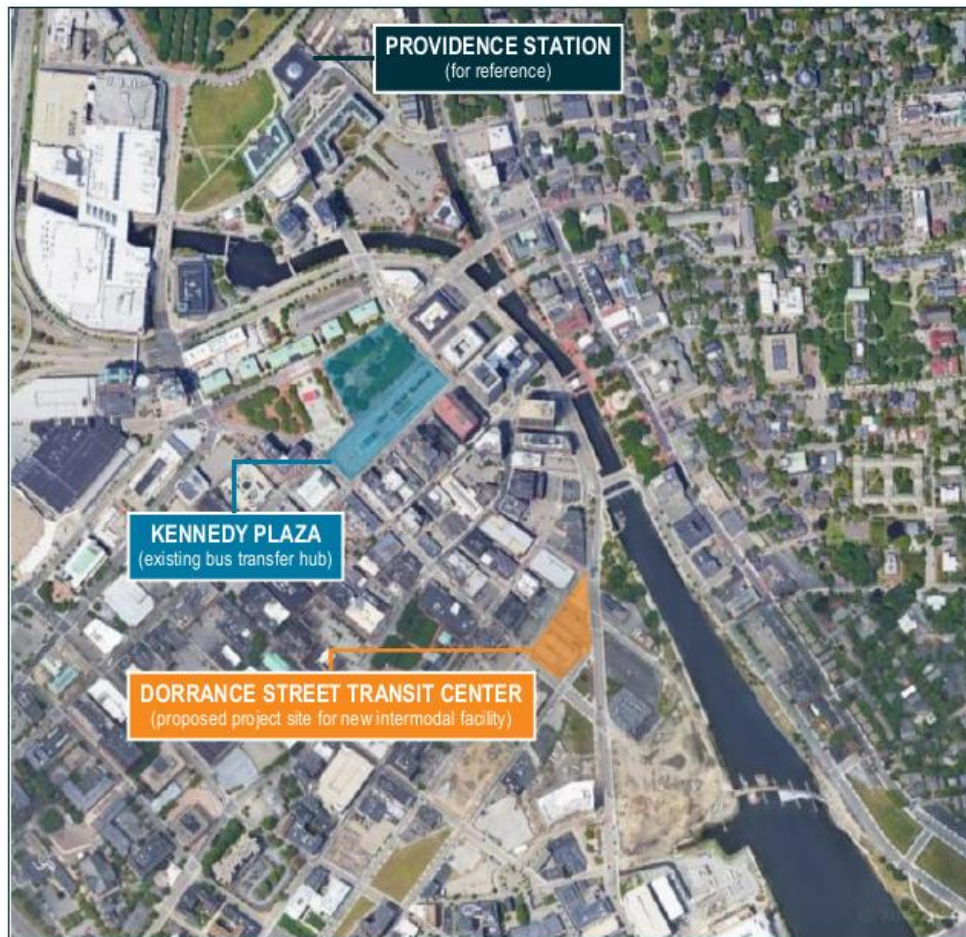 PROVIDENCE STATION
(for reference)
KENNEDY PLAZA
(existing bus transfer hub)
DORRANCE STREET TRANSIT CENTER
(proposed project site for new intermodal facility)